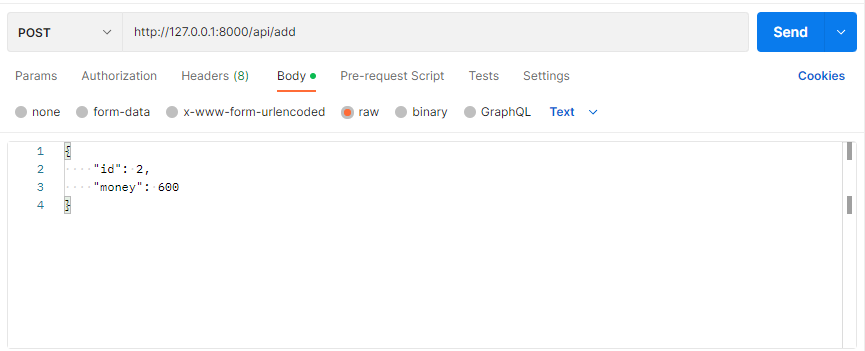 POST http://127.0.0.1:8000/api/add Send
Params Authorization Headers (8) Body Pre-request Script Tests Settings Cookies
none form-data x-www-form-urlencoded raw binary GraphQL Text
1 {
2 "id": 2,
3 "money": 600
4 }